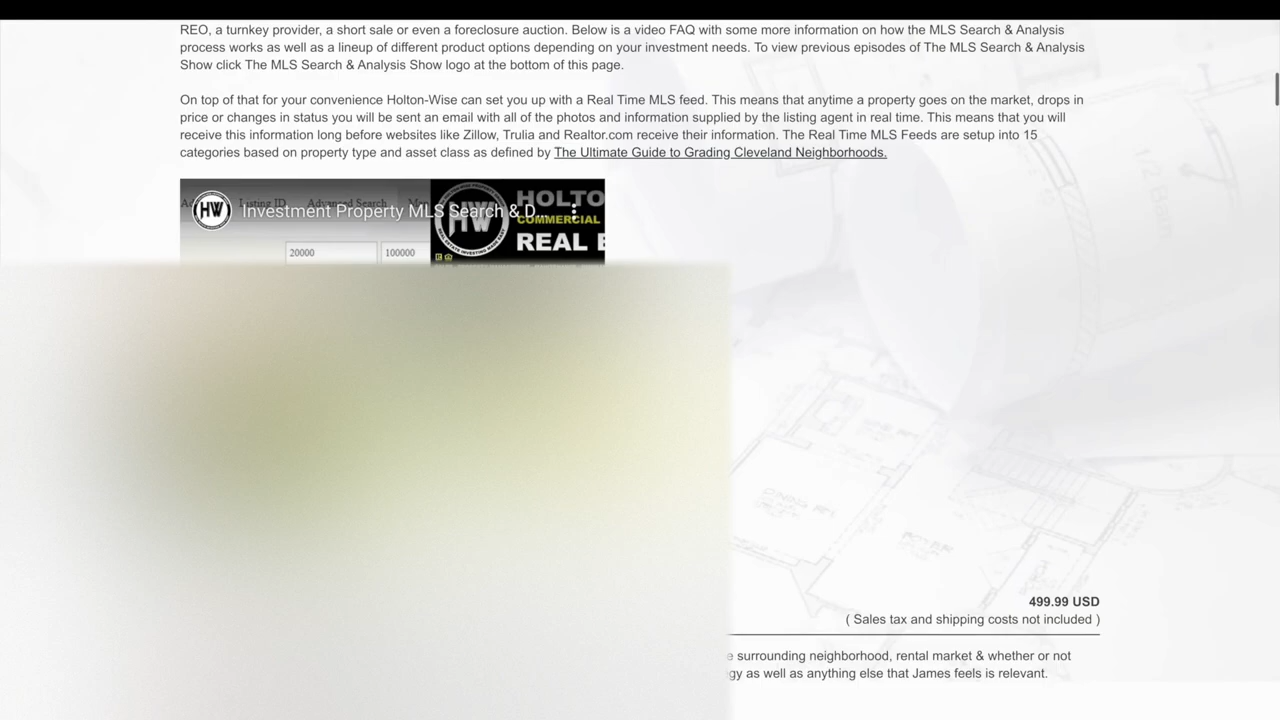 REO, a turnkey provider, a short sale or even a foreclosure auction. Below is a video FAQ with some more information on how the MLS Search & Analysis
process works as well as a lineup of different product options depending on your investment needs. To view previous episodes of The MLS Search & Analysis
Show click The MLS Search & Analysis Show logo at the bottom of this page.
On top of that for your convenience Holton-Wise can set you up with a Real Time MLS feed. This means that anytime a property goes on the market, drops in
price or changes in status you will be sent an email with all of the photos and information supplied by the listing agent in real time. This means that you will
receive this information long before websites like Zillow, Trulia and Realtor.com receive their information. The Real Time MLS Feeds are setup into 15
categories based on property type and asset class as defined by The Ultimate Guide to Grading Cleveland Neighborhoods.
Listing ID Advanced Search
HW Investment Property MLS Search & D...
HW HOLTO
COMMERCIAL
REAL E
20000 100000
499.99 USD
( Sales tax and shipping costs not included )
surrounding neighborhood, rental market & whether or not
as well as anything else that James feels is relevant.